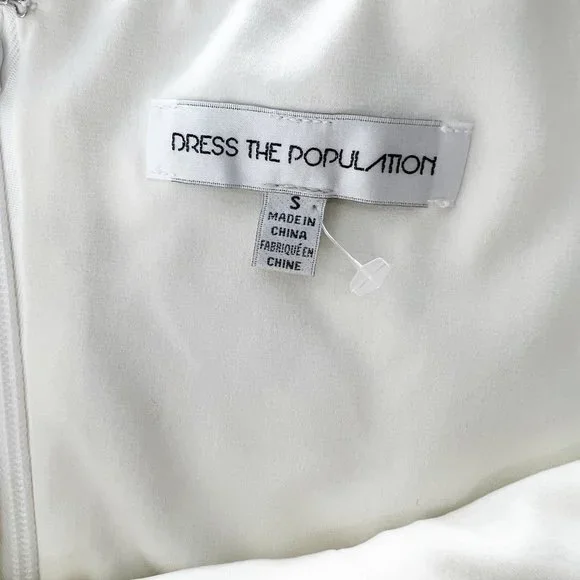 DRESS THE POPULATION
S
MADE IN
CHINA
FABRIQUÉ EN
CHINE